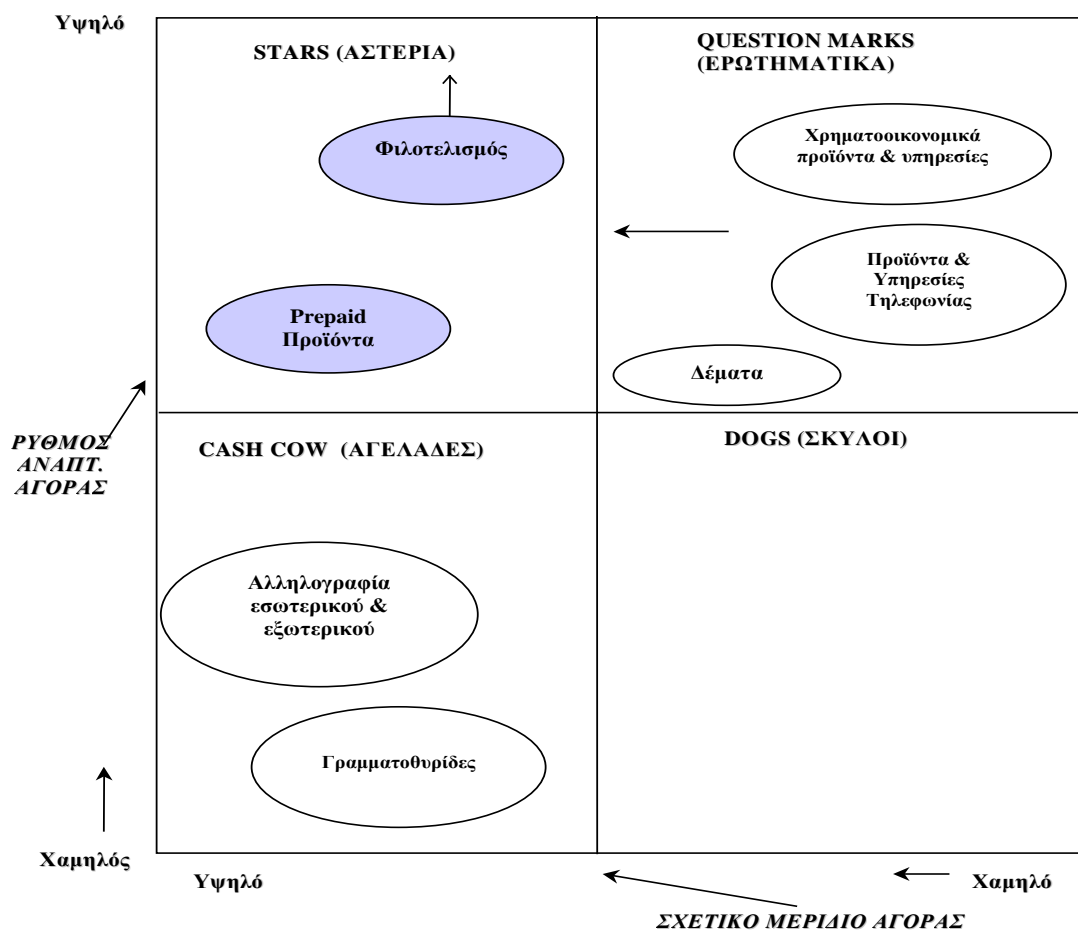 Υψηλό
STARS (ΑΣΤΕΡΙΑ)
QUESTION MARKS
(ΕΡΩΤΗΜΑΤΙΚΑ)
Φιλοτελισμός
Χρηματοοικονομικά
προϊόντα & υπηρεσίες
Προϊόντα &
Υπηρεσίες
Τηλεφωνίας
Prepaid
Προϊόντα
Δέματα
ΡΥΘΜΟΣ
ΑΝΑΠΤ.
ΑΓΟΡΑΣ
CASH COW (ΑΓΕΛΑΔΕΣ)
DOGS (ΣΚΥΛΟΙ)
Αλληλογραφία
εσωτερικού &
εξωτερικού
Γραμματοθυρίδες
Χαμηλός
Υψηλό
Χαμηλό
ΣΧΕΤΙΚΟ ΜΕΡΙΔΙΟ ΑΓΟΡΑΣ